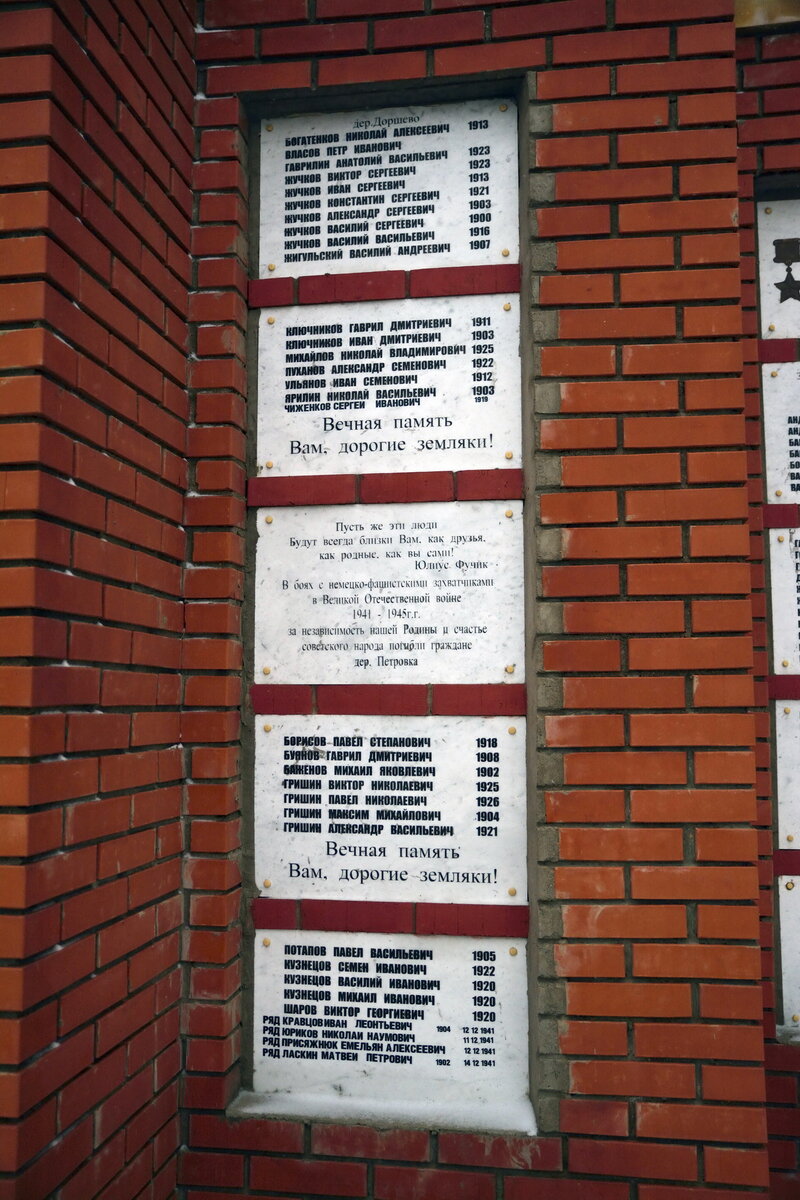 дер.Доршево
БОГАТЕНКОВ НИКОЛАЙ АЛЕКСЕЕВИЧ 1913
ВЛАСОВ ПЕТР ИВАНОВИЧ
ГАВРИЛИН АНАТОЛИЙ ВАСИЛЬЕВИЧ 1923
ЖУЧКОВ ВИКТОР СЕРГЕЕВИЧ 1923
ЖУЧКОВ ИВАН СЕРГЕЕВИЧ 1913
ЖУЧКОВ КОНСТАНТИН СЕРГЕЕВИЧ 1921
ЖУЧКОВ АЛЕКСАНДР СЕРГЕЕВИЧ 1903
ЖУЧКОВ ВАСИЛИЙ СЕРГЕЕВИЧ 1900
ЖУЧКОВ ВАСИЛИЙ ВАСИЛЬЕВИЧ 1916
ЖИГУЛЬСКИЙ ВАСИЛИЙ АНДРЕЕВИЧ 1907
КЛЮЧНИКОВ ГАВРИЛ ДМИТРИЕВИЧ 1911
КЛЮЧНИКОВ ИВАН ДМИТРИЕВИЧ 1903
МИХАЙЛОВ НИКОЛАЙ ВЛАДИМИРОВИЧ 1925
ПУХАНОВ АЛЕКСАНДР СЕМЕНОВИЧ 1922
УЛЬЯНОВ ИВАН СЕМЕНОВИЧ 1912
ЯРИЛИН НИКОЛАЙ ВАСИЛЬЕВИЧ 1903
ЧИЖЕНКОВ СЕРГЕЙ ИВАНОВИЧ 1919
Вечная память
Вам, дорогие земляки!
Пусть же эти люди
Будут всегда близки Вам, как друзья,
как родные, как вы сами!
Юлиус Фучик
В боях с немецко-фашистскими захватчиками
в Великой Отечественной войне
1941 - 1945г.г.
за независимость нашей Родины и счастье
советского народа погибли граждане
дер. Петровка
БОРИСОВ ПАВЕЛ СТЕПАНОВИЧ 1918
БУЯНОВ ГАВРИЛ ДМИТРИЕВИЧ 1908
БАЖЕНОВ МИХАИЛ ЯКОВЛЕВИЧ 1902
ГРИШИН ВИКТОР НИКОЛАЕВИЧ 1925
ГРИШИН ПАВЕЛ НИКОЛАЕВИЧ 1926
ГРИШИН МАКСИМ МИХАЙЛОВИЧ 1904
ГРИШИН АЛЕКСАНДР ВАСИЛЬЕВИЧ 1921
Вечная память
Вам, дорогие земляки!
ПОТАПОВ ПАВЕЛ ВАСИЛЬЕВИЧ 1905
КУЗНЕЦОВ СЕМЕН ИВАНОВИЧ 1922
КУЗНЕЦОВ ВАСИЛИЙ ИВАНОВИЧ 1920
КУЗНЕЦОВ МИХАИЛ ИВАНОВИЧ 1920
ШАРОВ ВИКТОР ГЕОРГИЕВИЧ 1920
РЯД КРАВЦОВ ИВАН ЛЕОНТЬЕВИЧ 1904 12 12 1941
РЯД ЮРИКОВ НИКОЛАИ НАУМОВИЧ 11 12 1941
РЯД ПРИСЯЖНЮК ЕМЕЛЬЯН АЛЕКСЕЕВИЧ 12 12 1941
РЯД ЛАСКИН МАТВЕИ ПЕТРОВИЧ 1902 14 12 1941